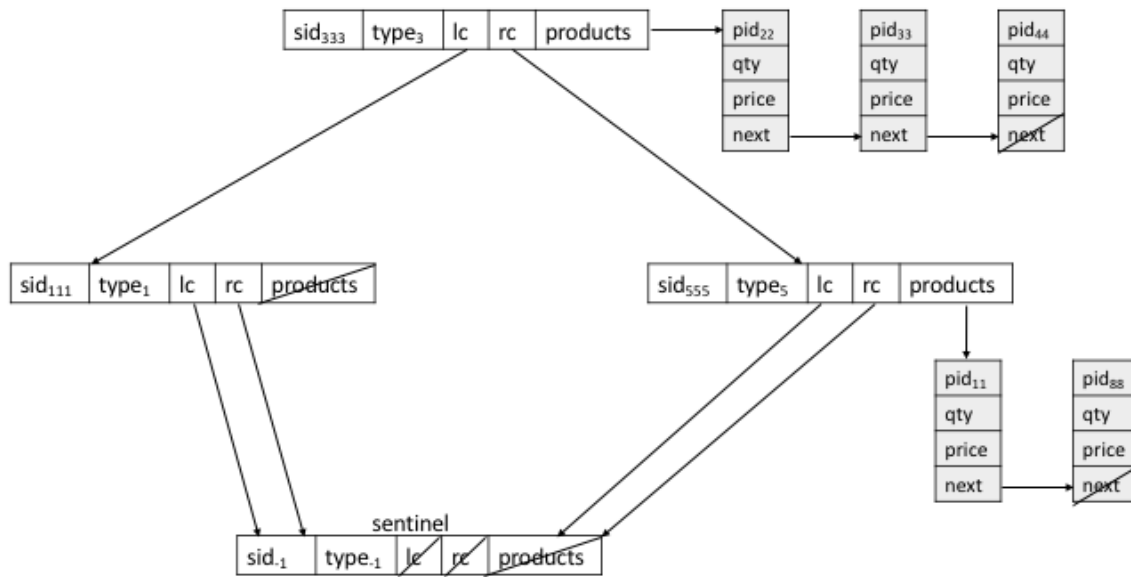 sid₃₃₃ type₃ lc rc products
pid₂₂ pid₃₃ pid₄₄
qty qty qty
price price price
next next next
sid₁₁₁ type₁ lc rc products
sid₅₅₅ type₅ lc rc products
pid₁₁ pid₈₈
qty qty
price price
next next
sentinel
sid₋₁ type₋₁ lc rc products